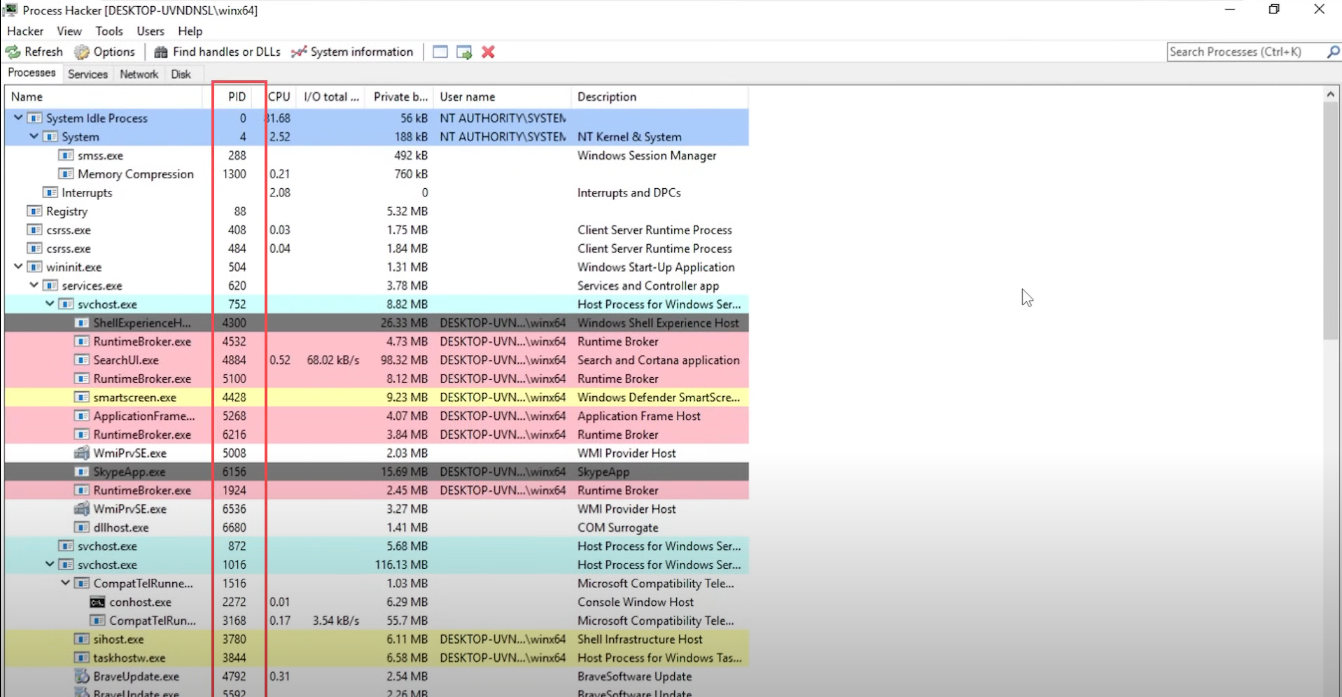 Process Hacker [DESKTOP-UVNDNSL\winx64]
Hacker View Tools Users Help
Refresh Options Find handles or DLLs System information Search Processes (Ctrl+K)
Processes Services Network Disk
Name PID CPU I/O total ... Private b... User name Description
System Idle Process 0 31.68 56 kB NT AUTHORITY\SYSTEM
System 4 2.52 188 kB NT AUTHORITY\SYSTEM NT Kernel & System
smss.exe 288 492 kB Windows Session Manager
Memory Compression 1300 0.21 760 kB
Interrupts 2.08 0 Interrupts and DPCs
Registry 88 5.32 MB
csrss.exe 408 0.03 1.75 MB Client Server Runtime Process
csrss.exe 484 0.04 1.84 MB Client Server Runtime Process
wininit.exe 504 1.31 MB Windows Start-Up Application
services.exe 620 3.78 MB Services and Controller app
svchost.exe 752 8.82 MB Host Process for Windows Ser...
ShellExperienceH... 4300 26.33 MB DESKTOP-UVN...\winx64 Windows Shell Experience Host
RuntimeBroker.exe 4532 4.73 MB DESKTOP-UVN...\winx64 Runtime Broker
SearchUI.exe 4884 0.52 68.02 kB/s 98.32 MB DESKTOP-UVN...\winx64 Search and Cortana application
RuntimeBroker.exe 5100 8.12 MB DESKTOP-UVN...\winx64 Runtime Broker
smartscreen.exe 4428 9.23 MB DESKTOP-UVN...\winx64 Windows Defender SmartScre...
ApplicationFrame... 5268 4.07 MB DESKTOP-UVN...\winx64 Application Frame Host
RuntimeBroker.exe 6216 3.84 MB DESKTOP-UVN...\winx64 Runtime Broker
WmiPrvSE.exe 5008 2.03 MB WMI Provider Host
SkypeApp.exe 6156 15.69 MB DESKTOP-UVN...\winx64 SkypeApp
RuntimeBroker.exe 1924 2.45 MB DESKTOP-UVN...\winx64 Runtime Broker
WmiPrvSE.exe 6536 3.27 MB WMI Provider Host
dllhost.exe 6680 1.41 MB COM Surrogate
svchost.exe 872 5.68 MB Host Process for Windows Ser...
svchost.exe 1016 116.13 MB Host Process for Windows Ser...
CompatTelRunne... 1516 1.03 MB Microsoft Compatibility Tele...
conhost.exe 2272 0.01 6.29 MB Console Window Host
CompatTelRun... 3168 0.17 3.54 kB/s 55.7 MB Microsoft Compatibility Tele...
sihost.exe 3780 6.11 MB DESKTOP-UVN...\winx64 Shell Infrastructure Host
taskhostw.exe 3844 6.58 MB DESKTOP-UVN...\winx64 Host Process for Windows Tas...
BraveUpdate.exe 4792 0.31 2.54 MB BraveSoftware Update
BraveUpdate.exe 5592 2.26 MB BraveSoftware Update